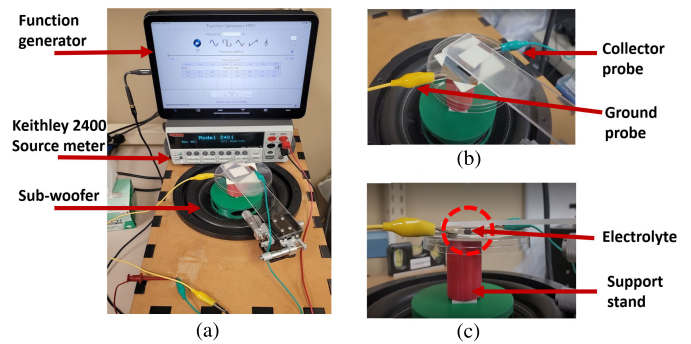 Function
generator
Function Generator PRO
Keithley 2400
Source meter
Model 2401
Sub-woofer
(a)
Collector
probe
Ground
probe
(b)
Electrolyte
Support
stand
(c)